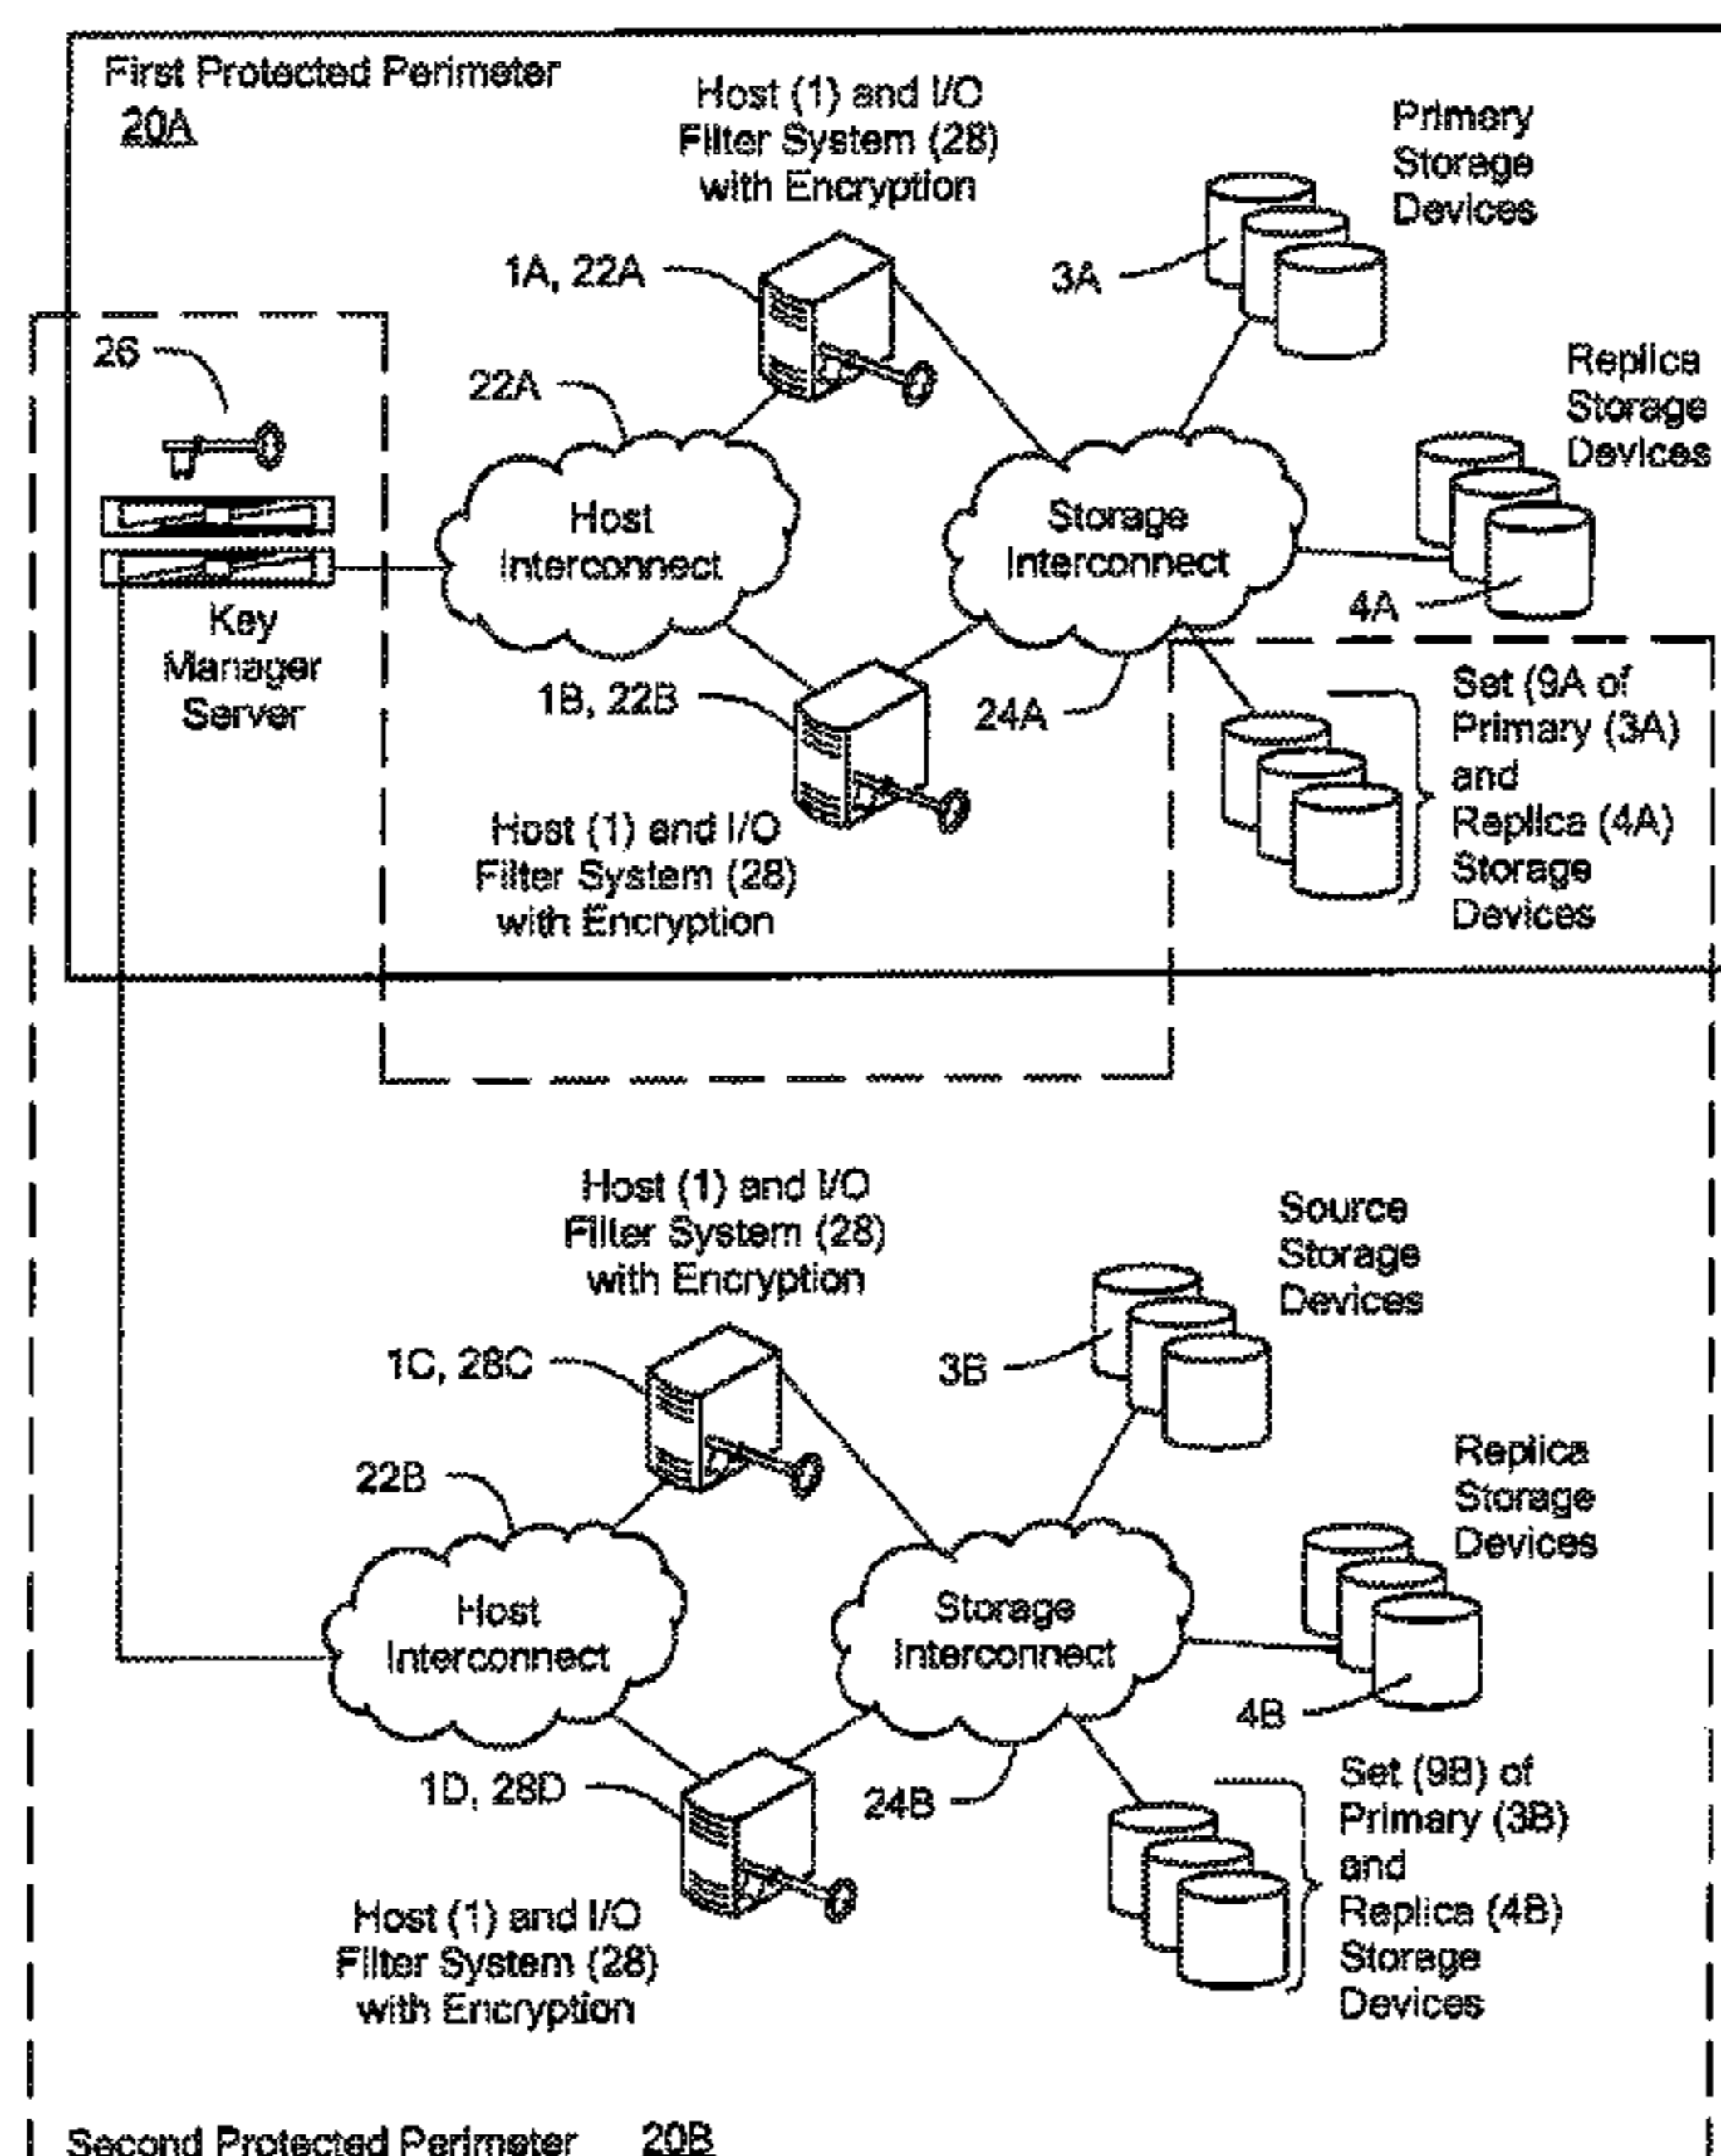 First Protected Perimeter
20A
Host (1) and I/O
Filter System (28)
with Encryption
Primary
Storage
Devices
1A, 22A
3A
26
22A
Replica
Storage
Devices
Host
Interconnect
Storage
Interconnect
4A
Key
Manager
Server
1B, 22B
24A
Set (9A of
Primary (3A)
and
Replica (4A)
Storage
Devices
Host (1) and I/O
Filter System (28)
with Encryption
Host (1) and I/O
Filter System (28)
with Encryption
Source
Storage
Devices
1C, 28C
3B
22B
Replica
Storage
Devices
Host
Interconnect
Storage
Interconnect
4B
1D, 28D
24B
Set (9B) of
Primary (3B)
and
Replica (4B)
Storage
Devices
Host (1) and I/O
Filter System (28)
with Encryption
Second Protected Perimeter 20B